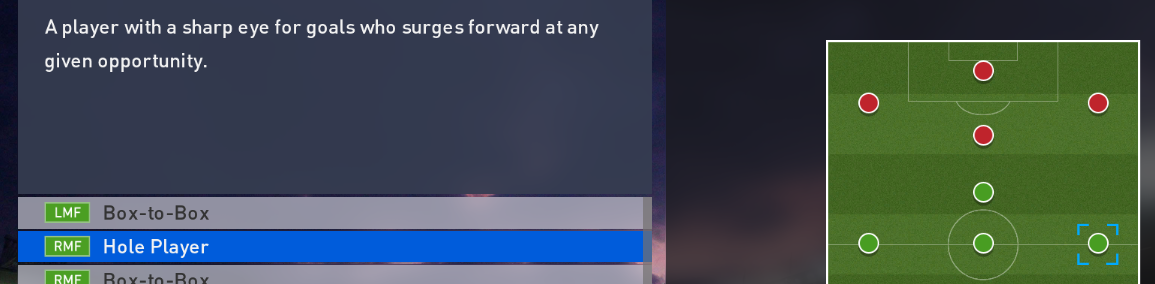 A player with a sharp eye for goals who surges forward at any
given opportunity.
LMF Box-to-Box
RMF Hole Player
RMF Box-to-Box